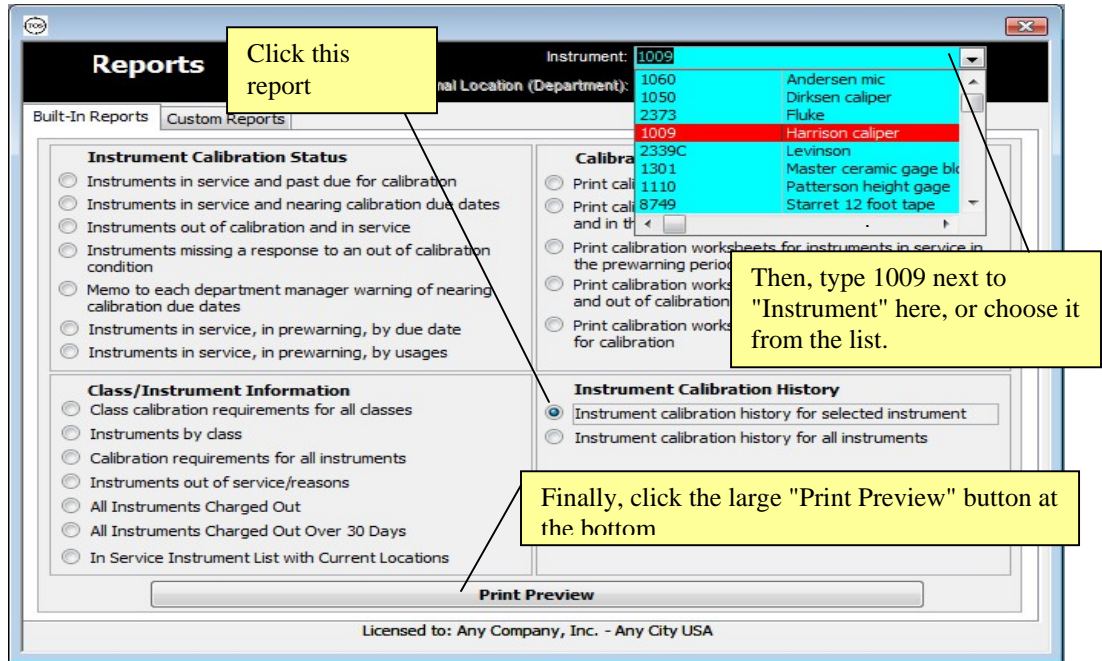 TOS
Reports
Instrument: 1009
nal Location (Department):
1060 Andersen mic
1050 Dirksen caliper
2373 Fluke
1009 Harrison caliper
2339C Levinson
1301 Master ceramic gage blo
1110 Patterson height gage
8749 Starret 12 foot tape
Click this
report
Built-In Reports Custom Reports
Instrument Calibration Status
Instruments in service and past due for calibration
Instruments in service and nearing calibration due dates
Instruments out of calibration and in service
Instruments missing a response to an out of calibration
condition
Memo to each department manager warning of nearing
calibration due dates
Instruments in service, in prewarning, by due date
Instruments in service, in prewarning, by usages
Calibra
Print cali
Print cali
and in th
Print calibration worksheets for instruments in service in
the prewarning perio
Print calibration works
and out of calibration
Print calibration works
for calibration
Then, type 1009 next to
"Instrument" here, or choose it
from the list.
Class/Instrument Information
Class calibration requirements for all classes
Instruments by class
Calibration requirements for all instruments
Instruments out of service/reasons
All Instruments Charged Out
All Instruments Charged Out Over 30 Days
In Service Instrument List with Current Locations
Instrument Calibration History
Instrument calibration history for selected instrument
Instrument calibration history for all instruments
Finally, click the large "Print Preview" button at
the bottom
Print Preview
Licensed to: Any Company, Inc. - Any City USA